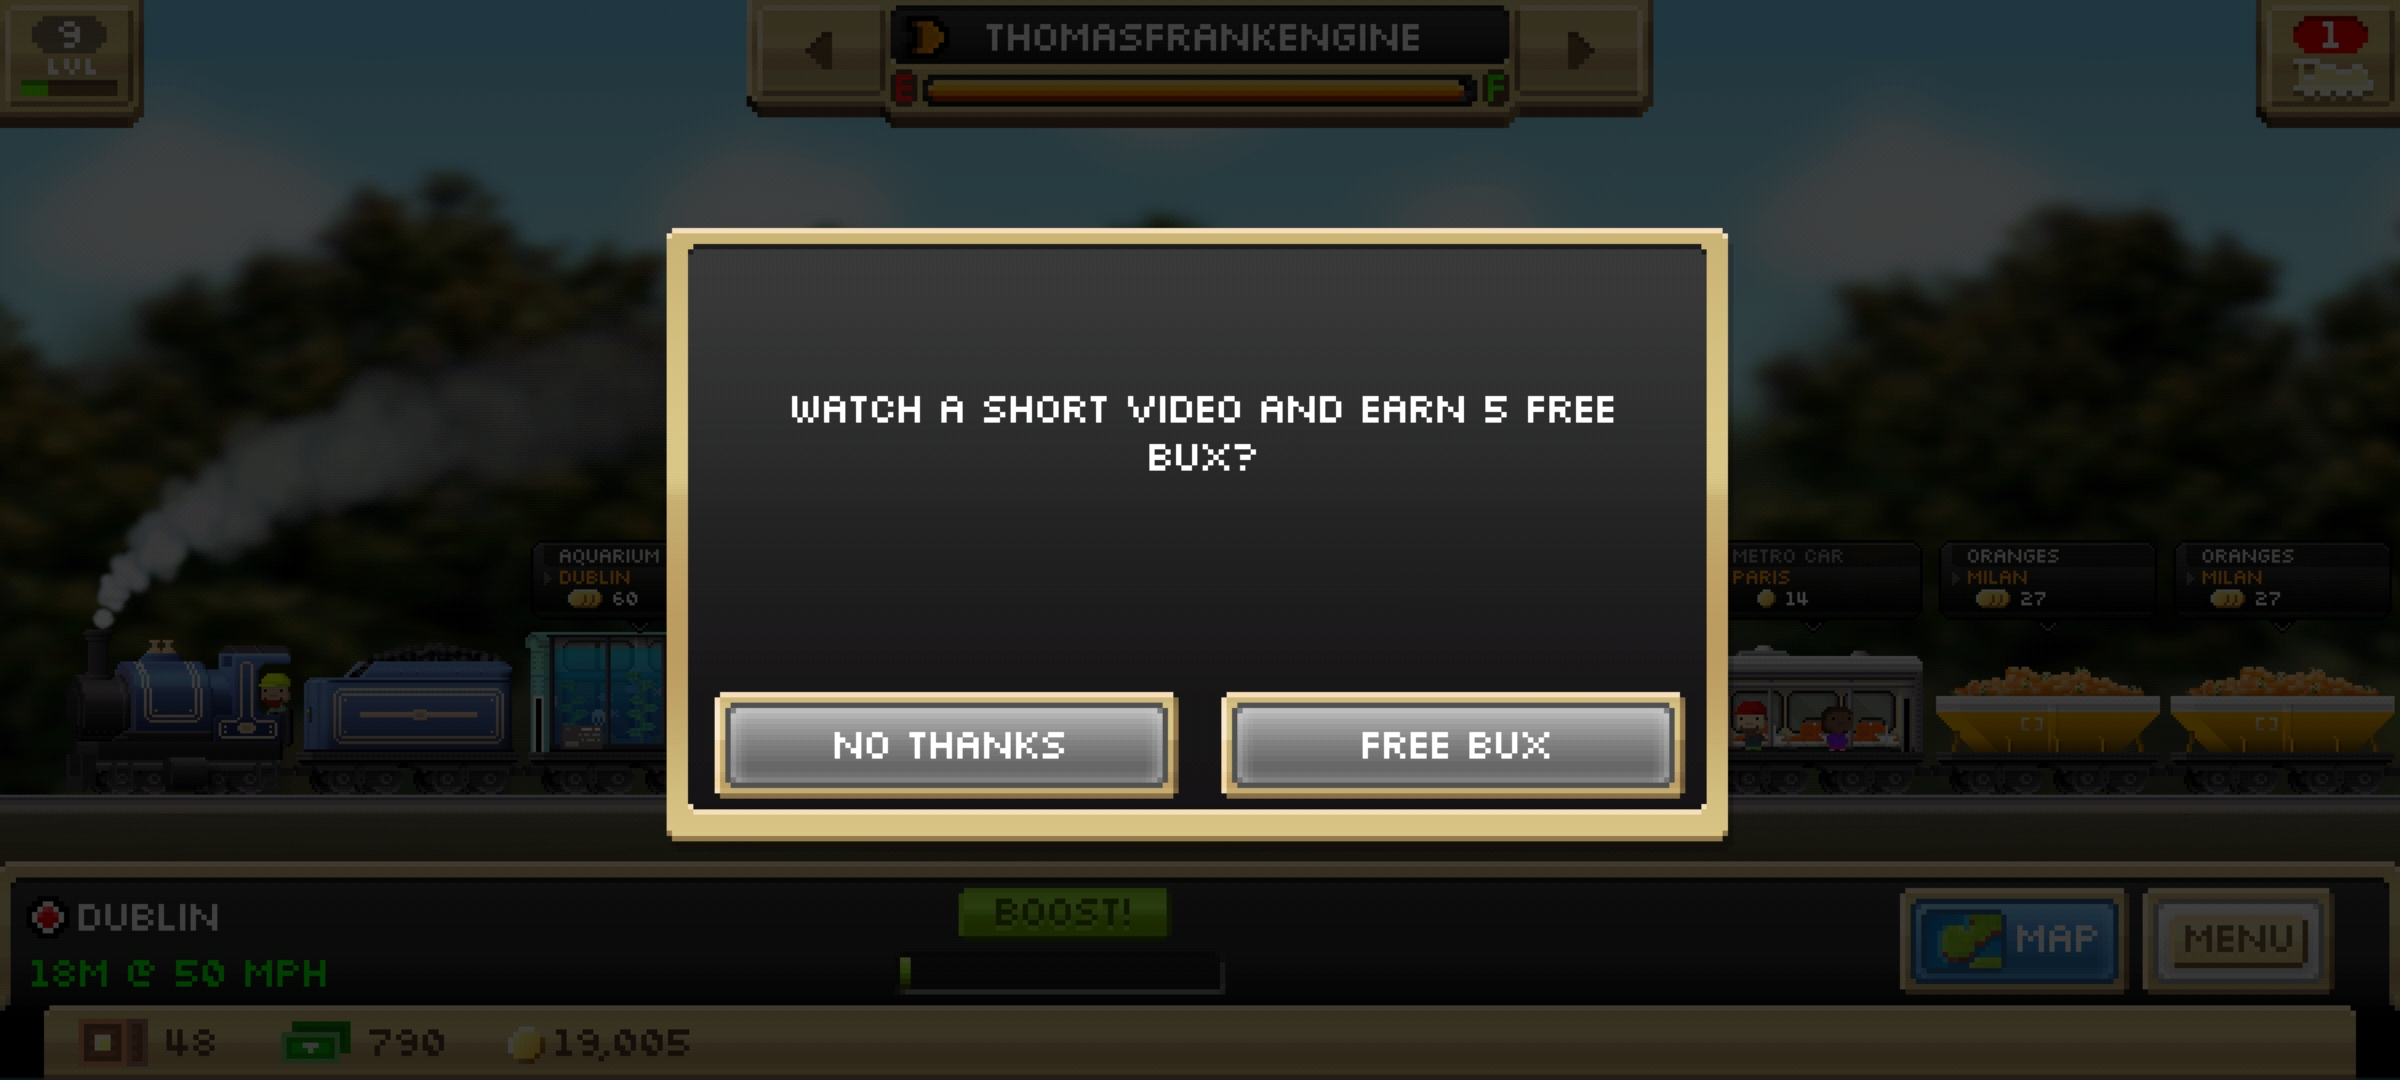 9
LVL
THOMASFRANKENGINE
E F
1
WATCH A SHORT VIDEO AND EARN 5 FREE
BUX?
NO THANKS
FREE BUX
AQUARIUM
DUBLIN
60
METRO CAR
PARIS
14
ORANGES
MILAN
27
ORANGES
MILAN
27
DUBLIN
18M @ 50 MPH
BOOST!
MAP
MENU
48
790
19,005